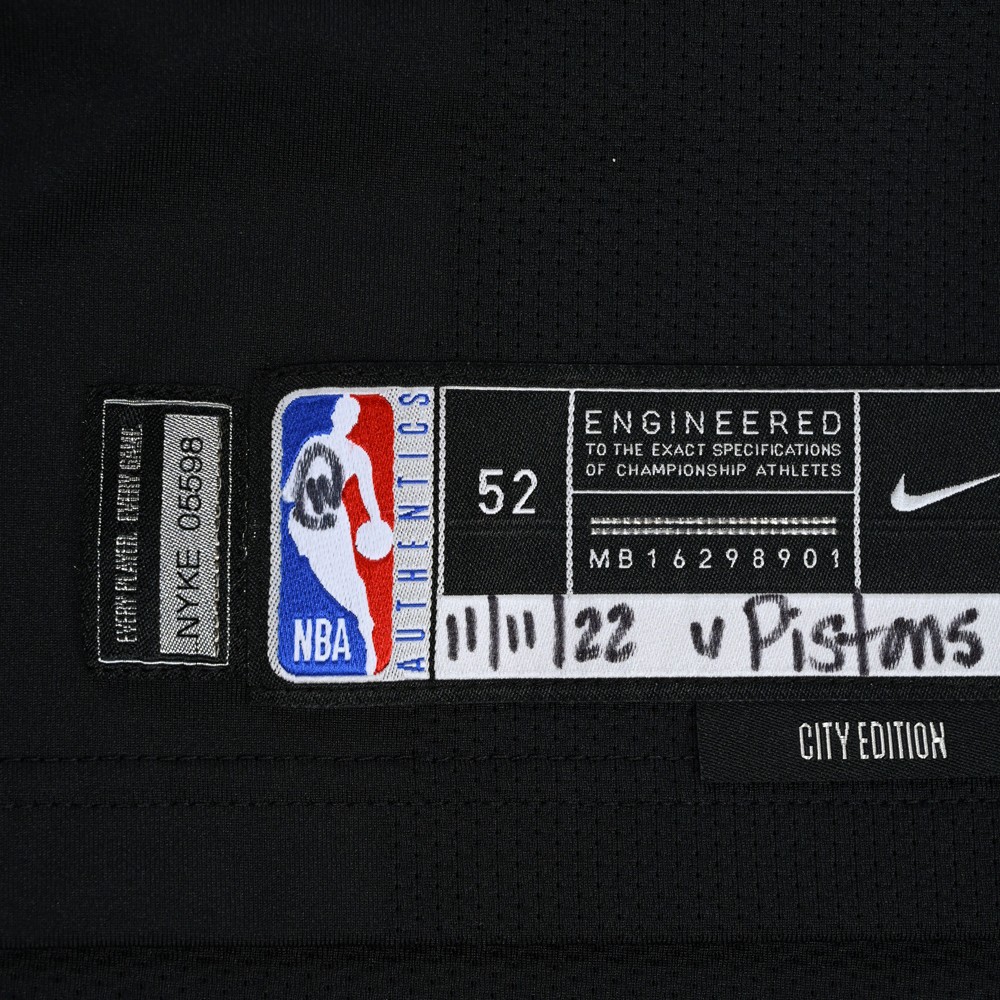 EVERY PLAYER. EVERY GAME.
NYKE 05598
NBA
AUTHENTICS
52
ENGINEERED
TO THE EXACT SPECIFICATIONS
OF CHAMPIONSHIP ATHLETES
MB16298901
11/11/22 v Pistons
CITY EDITION